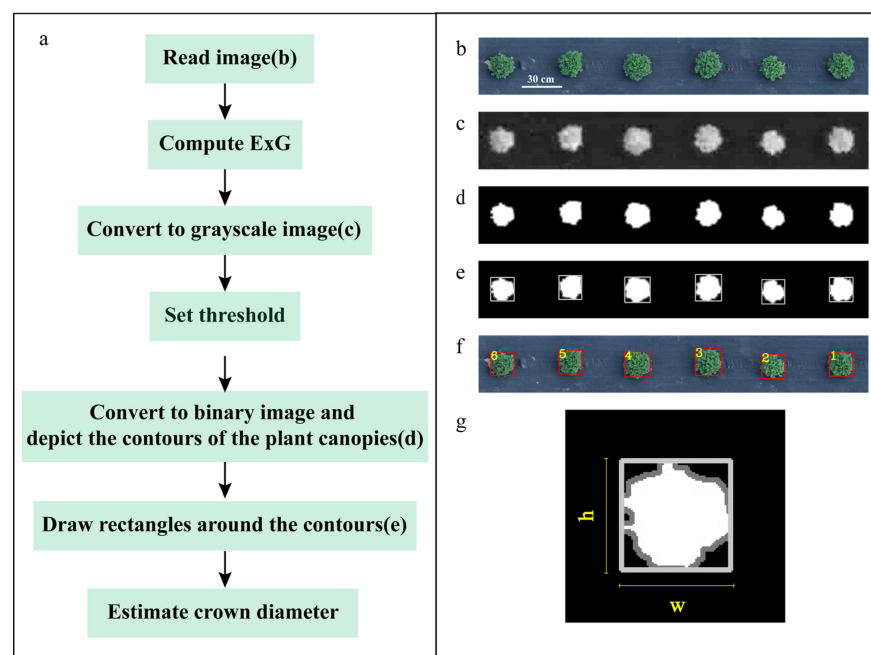 a
Read image(b)
Compute ExG
Convert to grayscale image(c)
Set threshold
Convert to binary image and
depict the contours of the plant canopies(d)
Draw rectangles around the contours(e)
Estimate crown diameter
b
30 cm
c
d
e
f
6 5 4 3 2 1
g
h
w